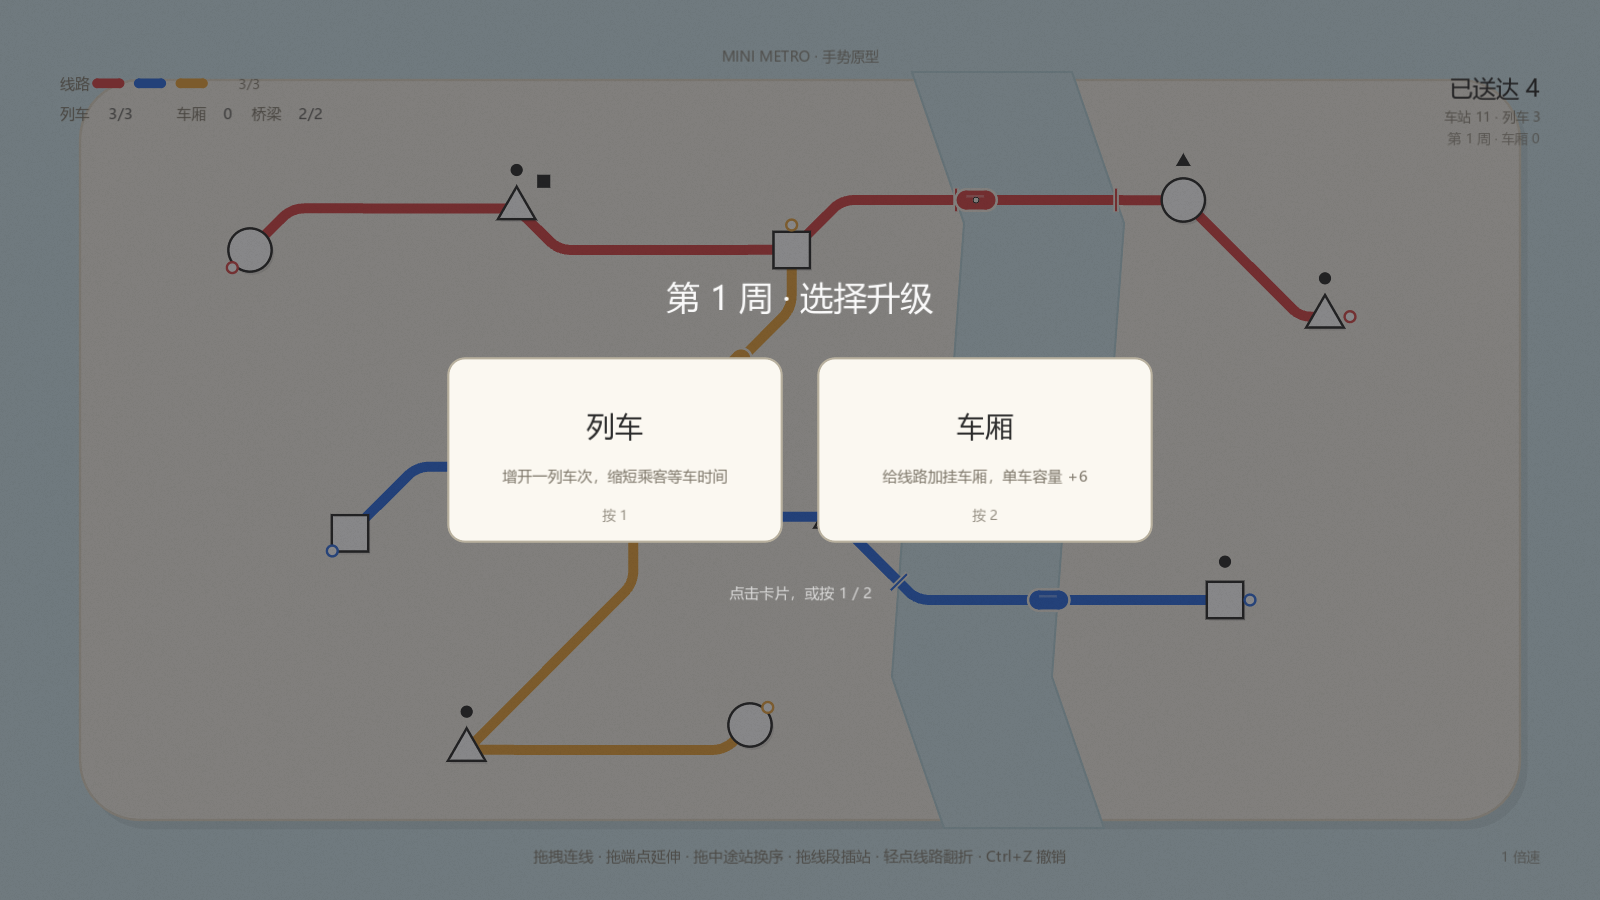 MINI METRO · 手势原型
线路 3/3
列车 3/3 车厢 0 桥梁 2/2
已送达 4
车站 11 · 列车 3
第 1 周 · 车厢 0
第 1 周 · 选择升级
列车
增开一列车次，缩短乘客等车时间
按 1
车厢
给线路加挂车厢，单车容量 +6
按 2
点击卡片，或按 1 / 2
拖拽连线 · 拖端点延伸 · 拖中途站换序 · 拖线段插站 · 轻点线路翻折 · Ctrl+Z 撤销
1 倍速